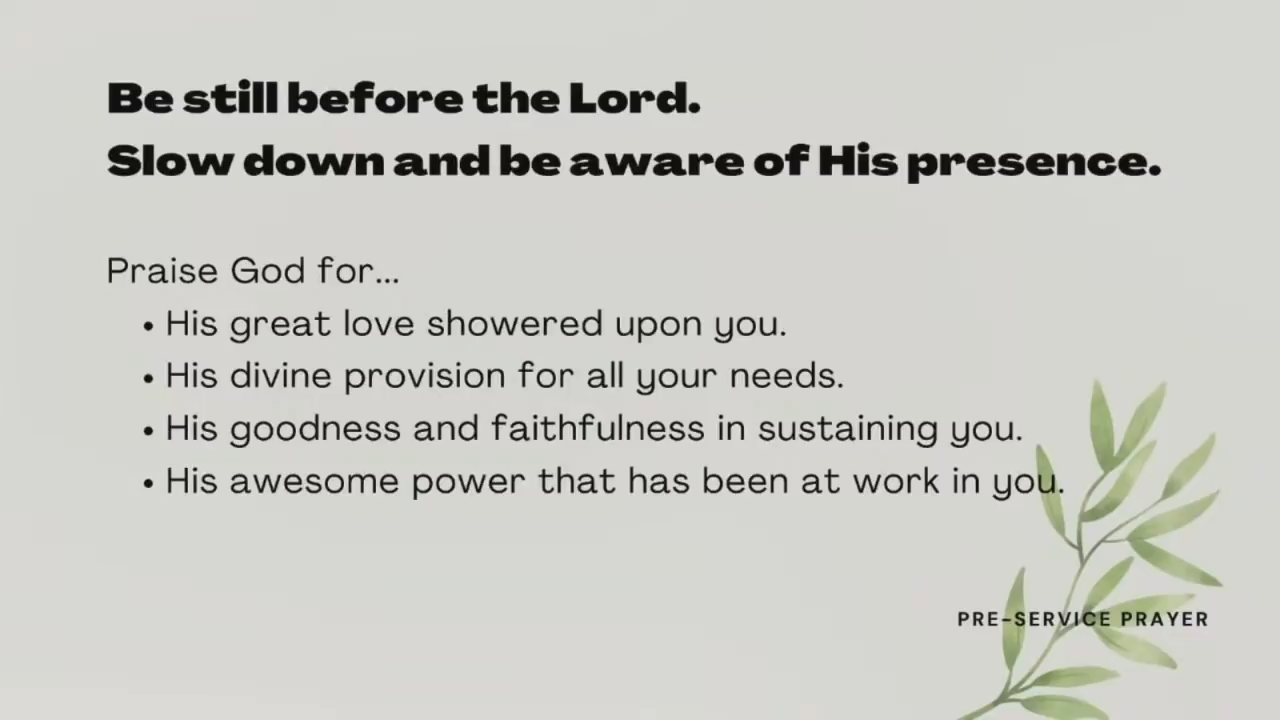 Be still before the Lord.
Slow down and be aware of His presence.
Praise God for...
• His great love showered upon you.
• His divine provision for all your needs.
• His goodness and faithfulness in sustaining you.
• His awesome power that has been at work in you.
PRE-SERVICE PRAYER